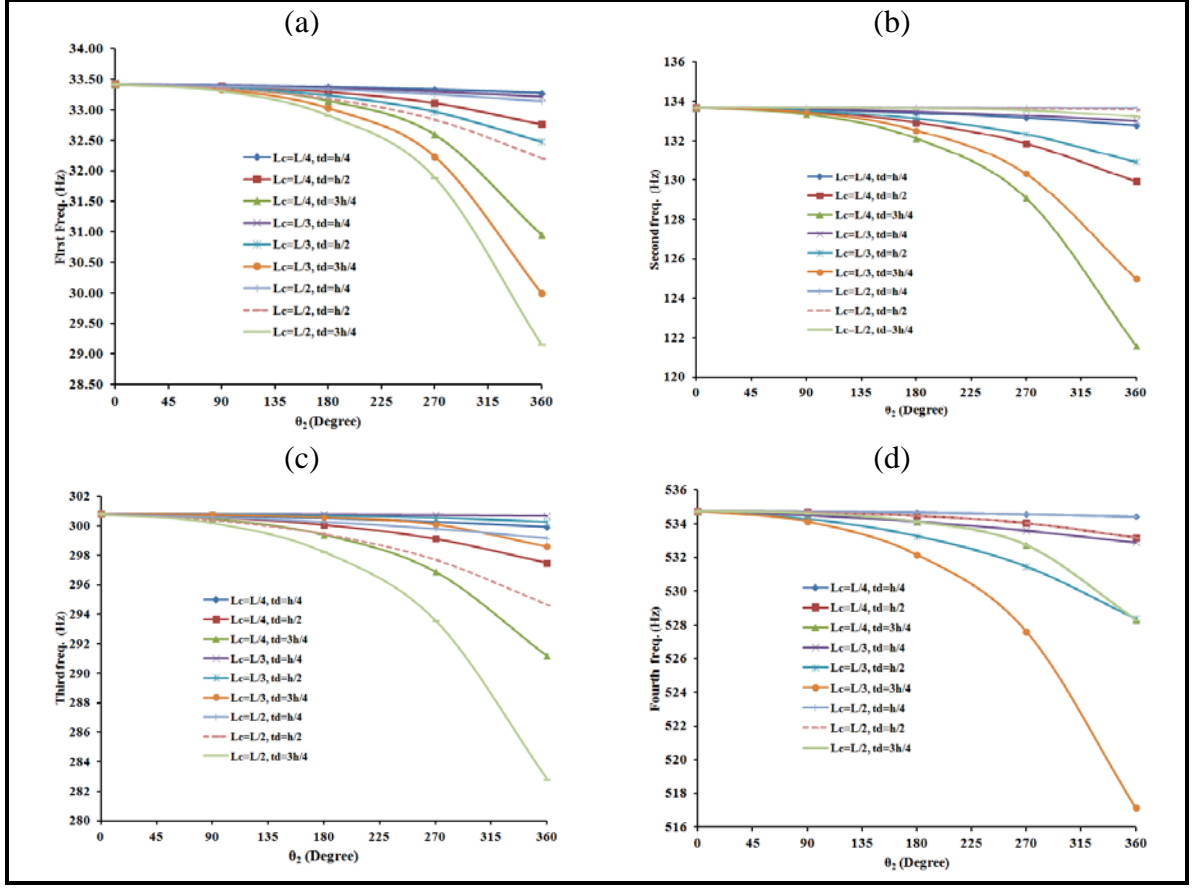 (a)
34.00
33.50
33.00
32.50
32.00
31.50
31.00
30.50
30.00
29.50
29.00
28.50
First Freq. (Hz)
Lc=L/4, td=h/4
Lc=L/4, td=h/2
Lc=L/4, td=3h/4
Lc=L/3, td=h/4
Lc=L/3, td=h/2
Lc=L/3, td=3h/4
Lc=L/2, td=h/4
Lc=L/2, td=h/2
Lc=L/2, td=3h/4
0 45 90 135 180 225 270 315 360
θ₂ (Degree)
(b)
136
134
132
130
128
126
124
122
120
Second freq. (Hz)
Lc=L/4, td=h/4
Lc=L/4, td=h/2
Lc=L/4, td=3h/4
Lc=L/3, td=h/4
Lc=L/3, td=h/2
Lc=L/3, td=3h/4
Lc=L/2, td=h/4
Lc=L/2, td=h/2
Lc=L/2, td=3h/4
0 45 90 135 180 225 270 315 360
θ₂ (Degree)
(c)
302
300
298
296
294
292
290
288
286
284
282
280
Third freq. (Hz)
Lc=L/4, td=h/4
Lc=L/4, td=h/2
Lc=L/4, td=3h/4
Lc=L/3, td=h/4
Lc=L/3, td=h/2
Lc=L/3, td=3h/4
Lc=L/2, td=h/4
Lc=L/2, td=h/2
Lc=L/2, td=3h/4
0 45 90 135 180 225 270 315 360
θ₂ (Degree)
(d)
536
534
532
530
528
526
524
522
520
518
516
Fourth freq. (Hz)
Lc=L/4, td=h/4
Lc=L/4, td=h/2
Lc=L/4, td=3h/4
Lc=L/3, td=h/4
Lc=L/3, td=h/2
Lc=L/3, td=3h/4
Lc=L/2, td=h/4
Lc=L/2, td=h/2
Lc=L/2, td=3h/4
0 45 90 135 180 225 270 315 360
θ₂ (Degree)